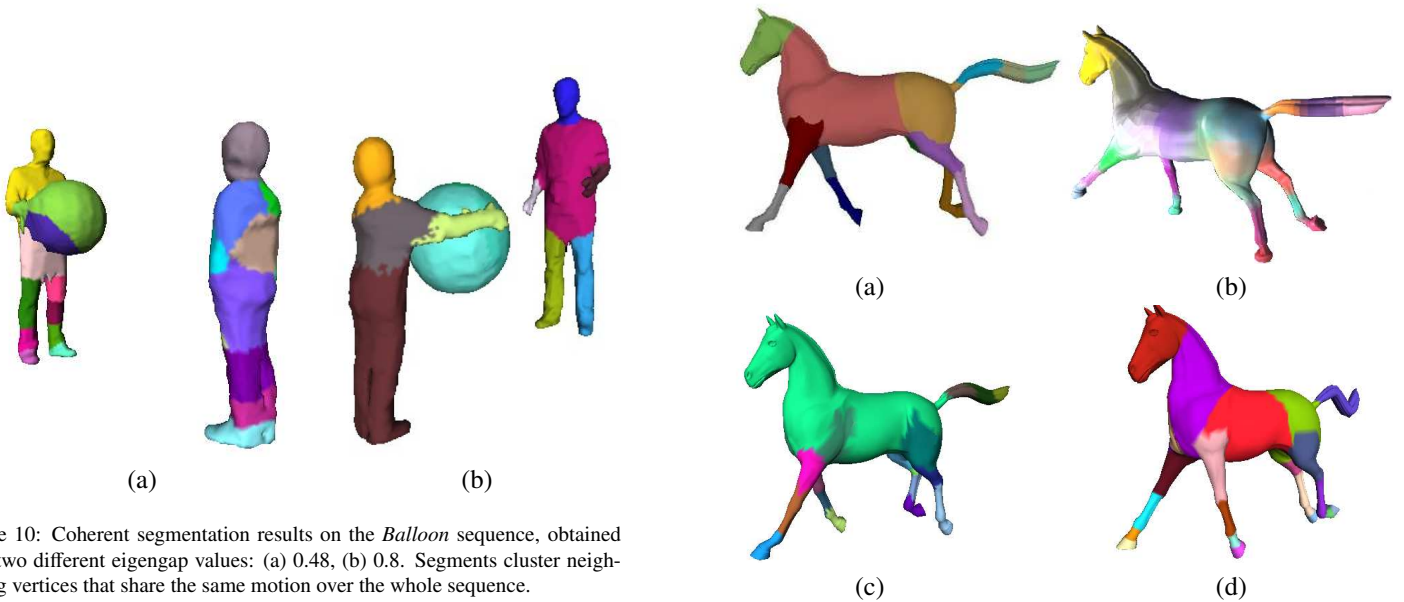 (a)
(b)
e 10: Coherent segmentation results on the Balloon sequence, obtained
two different eigengap values: (a) 0.48, (b) 0.8. Segments cluster neigh-
g vertices that share the same motion over the whole sequence.
(a)
(b)
(c)
(d)